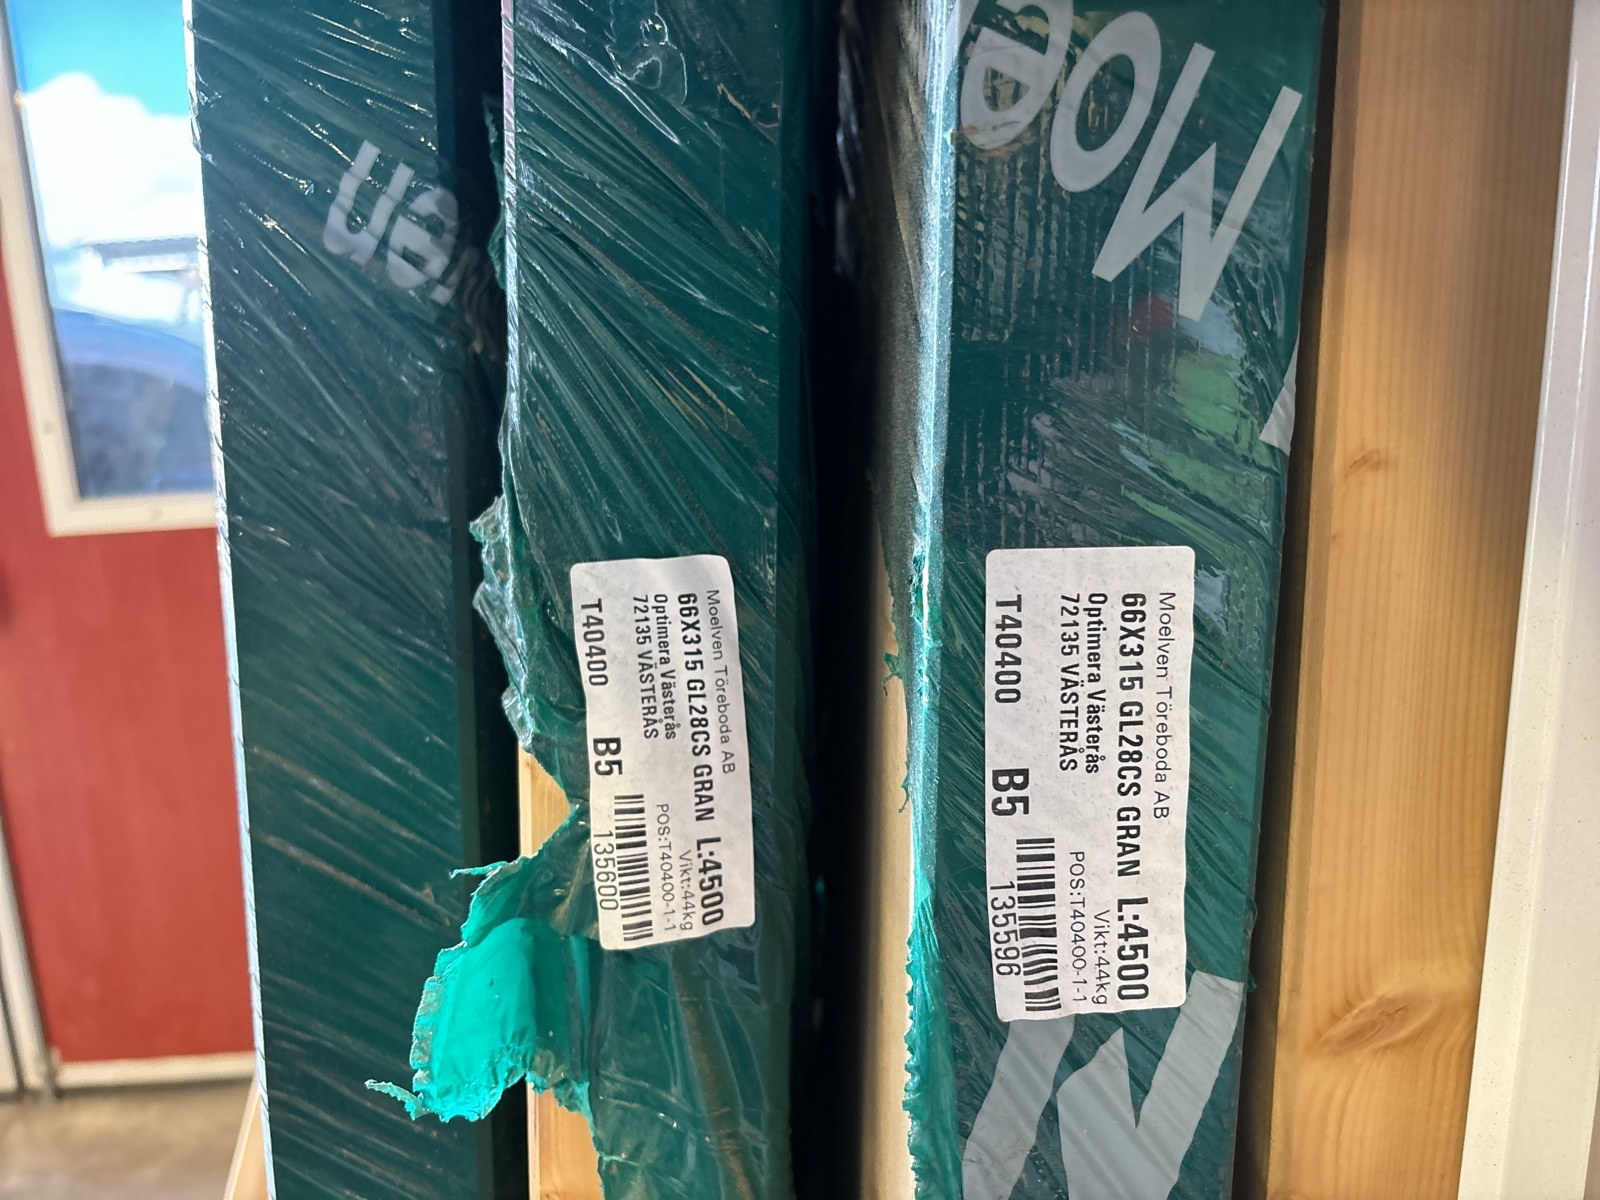 Moe
Moelven Töreboda AB
66X315 GL28CS GRAN L:4500
Optimera Västerås Vikt:44kg
72135 VÄSTERÅS POS:T40400-1-1
T40400 B5 135600
Moelven Töreboda AB
66X315 GL28CS GRAN L:4500
Optimera Västerås Vikt:44kg
72135 VÄSTERÅS POS:T40400-1-1
T40400 B5 135596